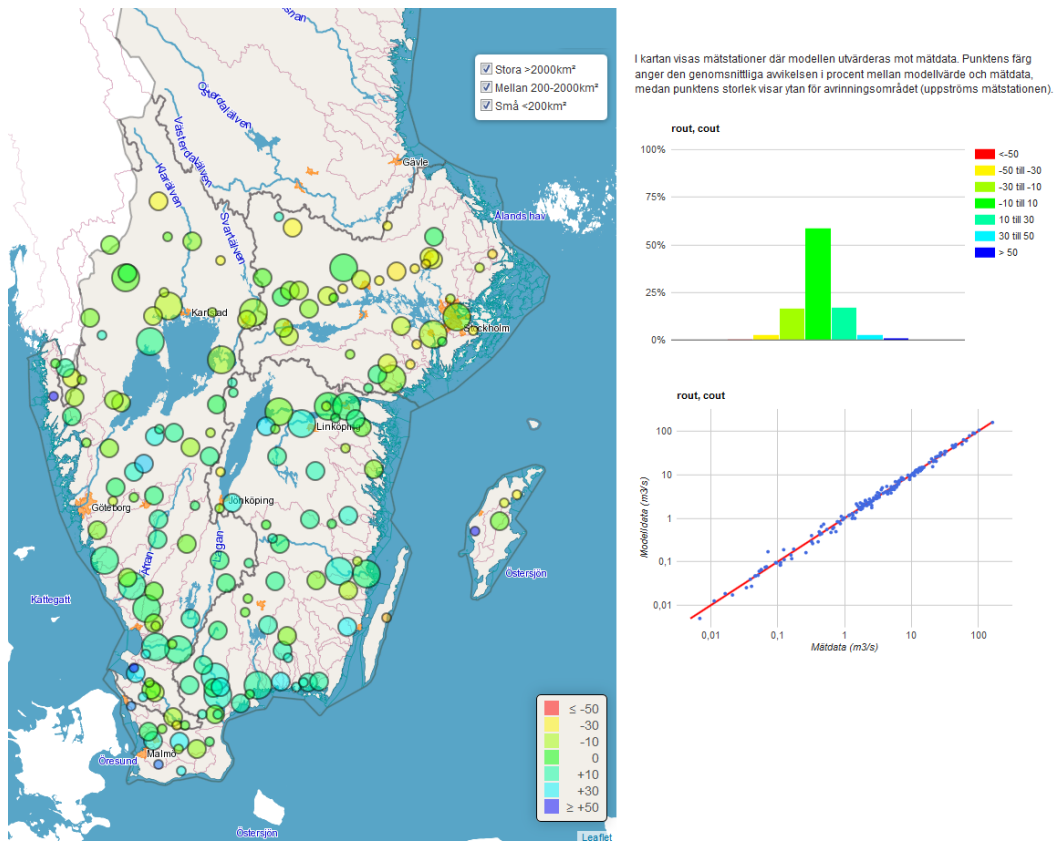 Österdalälven
Västerdalälven
Klarälven
Svartälven
Gävle
Ålands hav
Karlstad
Stockholm
Linköping
Göteborg
Jönköping
Ätran
Lagan
Östersjön
Kattegatt
Malmö
Öresund
Östersjön
Leaflet
Stora >2000km²
Mellan 200-2000km²
Små <200km²
≤ -50
-30
-10
0
+10
+30
≥ +50
I kartan visas mätstationer där modellen utvärderas mot mätdata. Punktens färg
anger den genomsnittliga avvikelsen i procent mellan modellvärde och mätdata,
medan punktens storlek visar ytan för avrinningsområdet (uppströms mätstationen).
rout, cout
100%
75%
50%
25%
0%
<-50
-50 till -30
-30 till -10
-10 till 10
10 till 30
30 till 50
> 50
rout, cout
100
10
1
0,1
0,01
Modelldata (m3/s)
0,01
0,1
1
10
100
Mätdata (m3/s)